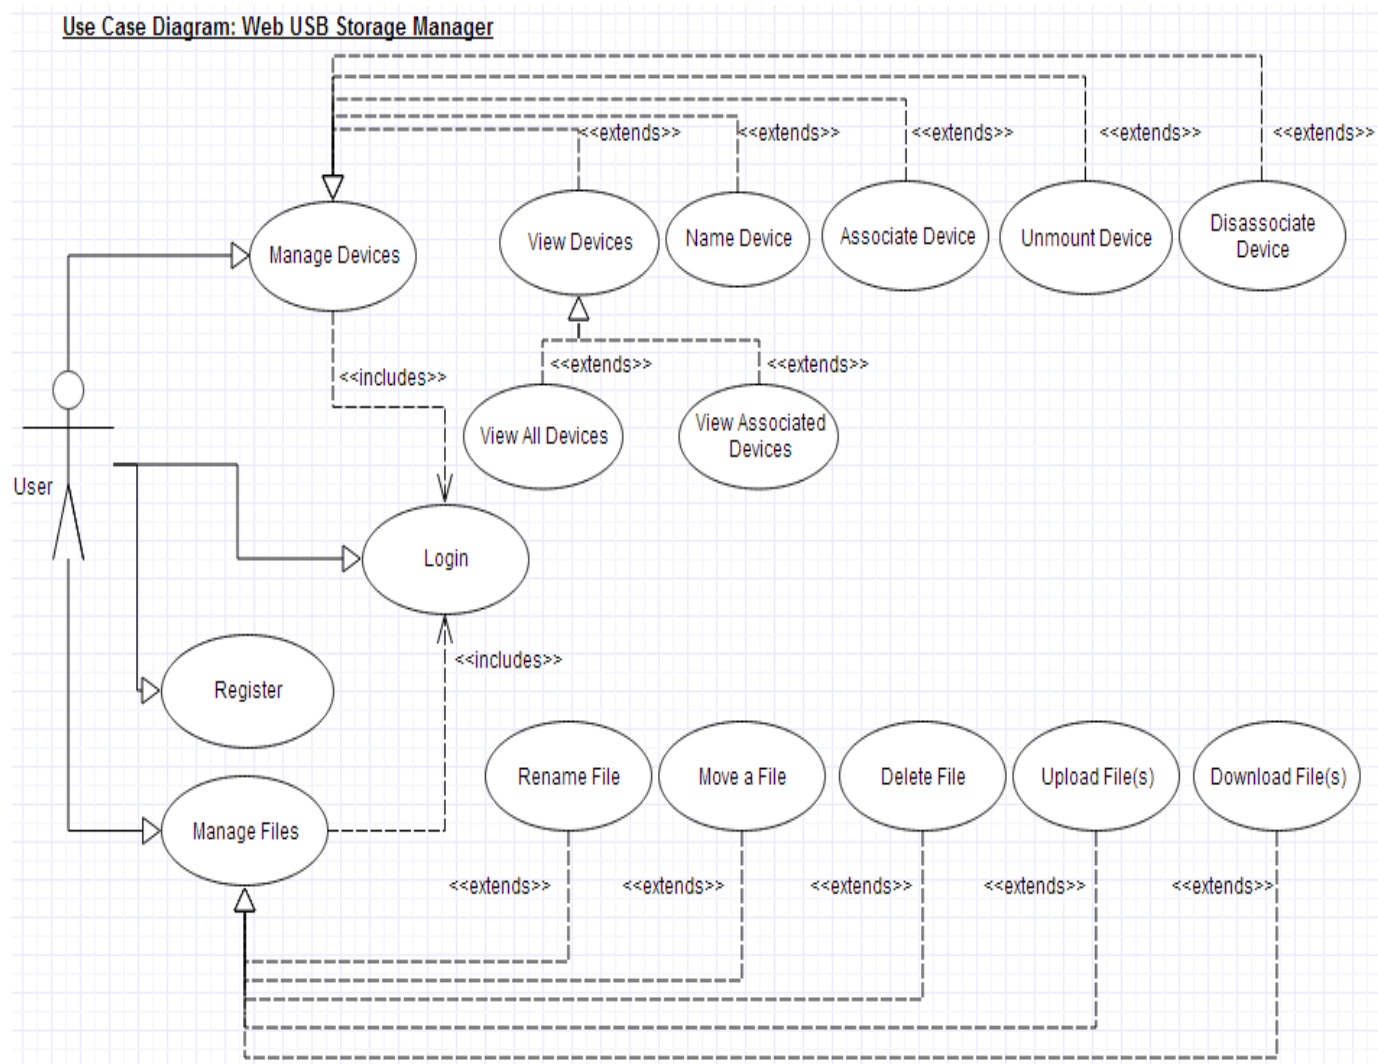 Use Case Diagram: Web USB Storage Manager
<<extends>>
<<extends>>
<<extends>>
<<extends>>
<<extends>>
Manage Devices
View Devices
Name Device
Associate Device
Unmount Device
Disassociate
Device
<<includes>>
<<extends>>
<<extends>>
View All Devices
View Associated
Devices
User
Login
<<includes>>
Register
Rename File
Move a File
Delete File
Upload File(s)
Download File(s)
Manage Files
<<extends>>
<<extends>>
<<extends>>
<<extends>>
<<extends>>